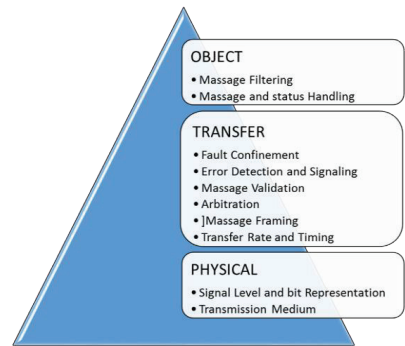 OBJECT
• Massage Filtering
• Massage and status Handling
TRANSFER
• Fault Confinement
• Error Detection and Signaling
• Massage Validation
• Arbitration
• ]Massage Framing
• Transfer Rate and Timing
PHYSICAL
• Signal Level and bit Representation
• Transmission Medium